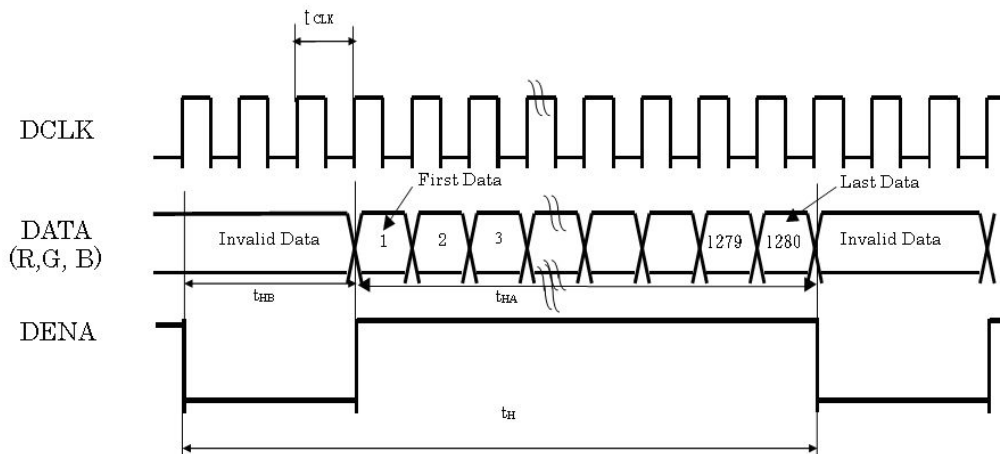 t CLK
DCLK
First Data
Last Data
DATA
(R,G, B)
Invalid Data
1
2
3
1279
1280
Invalid Data
tHB
tHA
DENA
tH